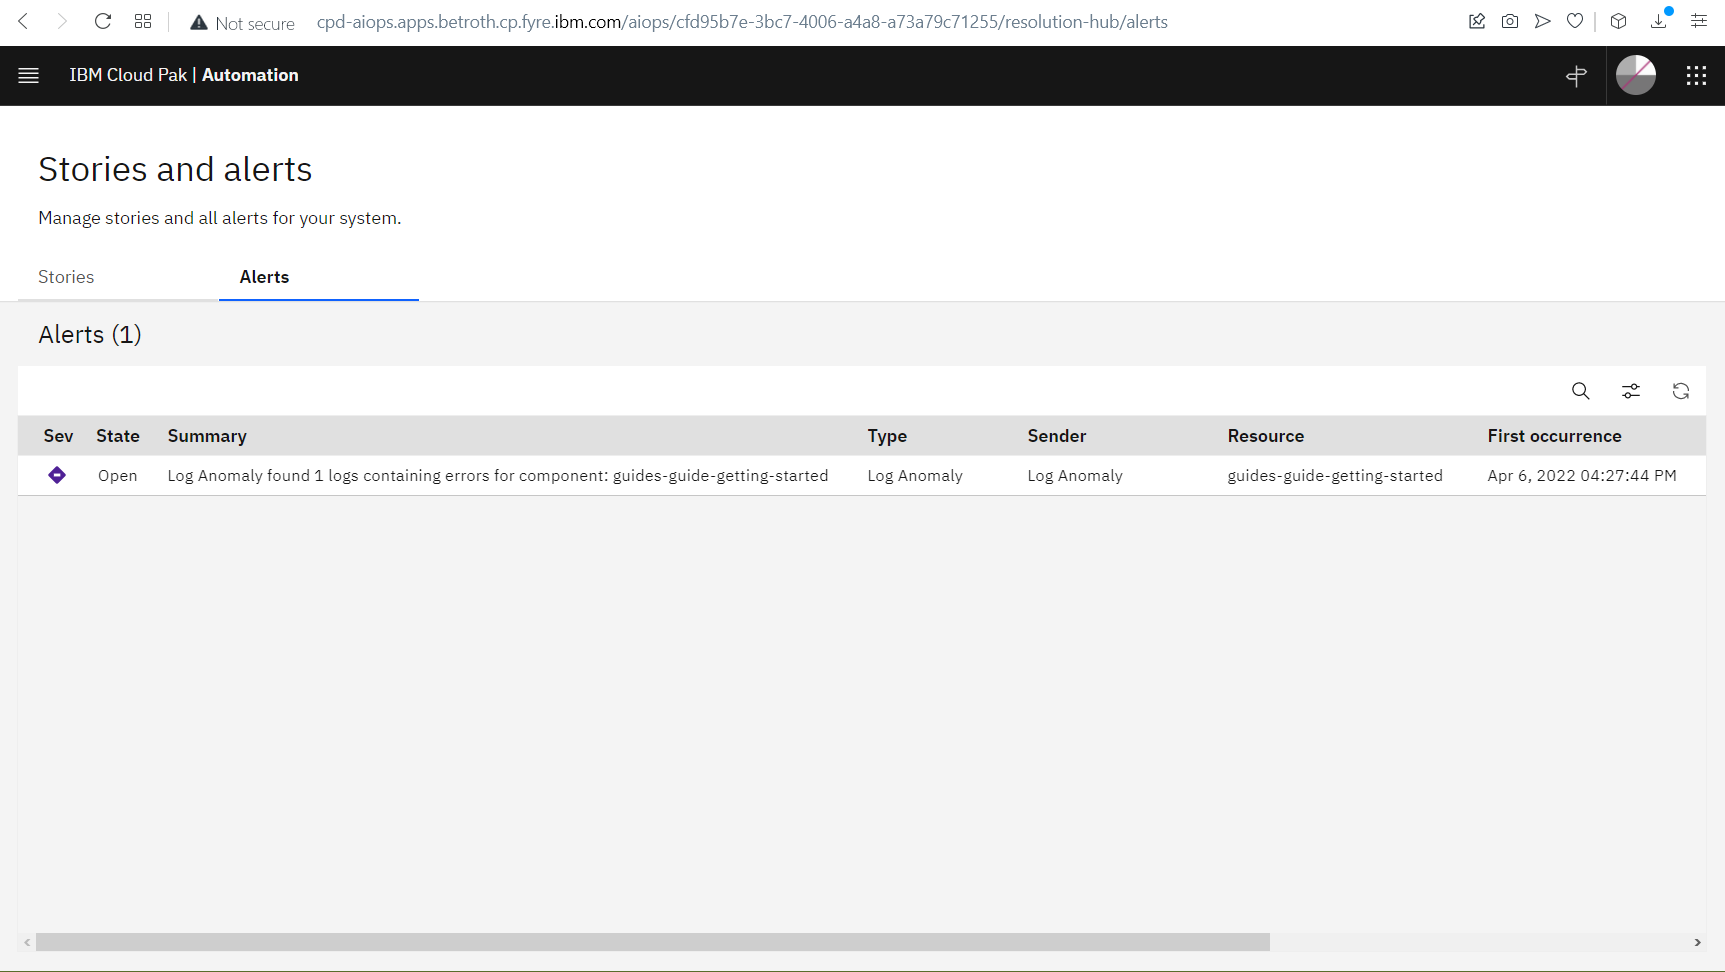 Not secure cpd-aiops.apps.betroth.cp.fyre.ibm.com/aiops/cfd95b7e-3bc7-4006-a4a8-a73a79c71255/resolution-hub/alerts
IBM Cloud Pak | Automation
Stories and alerts
Manage stories and all alerts for your system.
Stories Alerts
Alerts (1)
Sev State Summary Type Sender Resource First occurrence
Open Log Anomaly found 1 logs containing errors for component: guides-guide-getting-started Log Anomaly Log Anomaly guides-guide-getting-started Apr 6, 2022 04:27:44 PM